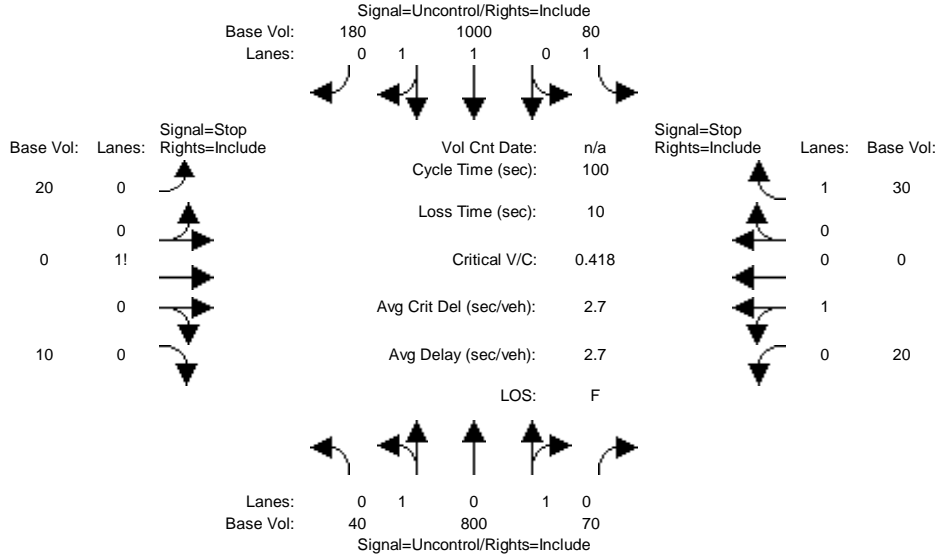 Signal=Uncontrol/Rights=Include
Base Vol: 180 1000 80
Lanes: 0 1 1 0 1
Signal=Stop
Base Vol: Lanes: Rights=Include
Vol Cnt Date: n/a
Signal=Stop
Rights=Include Lanes: Base Vol:
Cycle Time (sec): 100
20 0
1 30
Loss Time (sec): 10
0
0
0 1!
Critical V/C: 0.418
0 0
0
Avg Crit Del (sec/veh): 2.7
1
10 0
Avg Delay (sec/veh): 2.7
0 20
LOS: F
Lanes: 0 1 0 1 0
Base Vol: 40 800 70
Signal=Uncontrol/Rights=Include